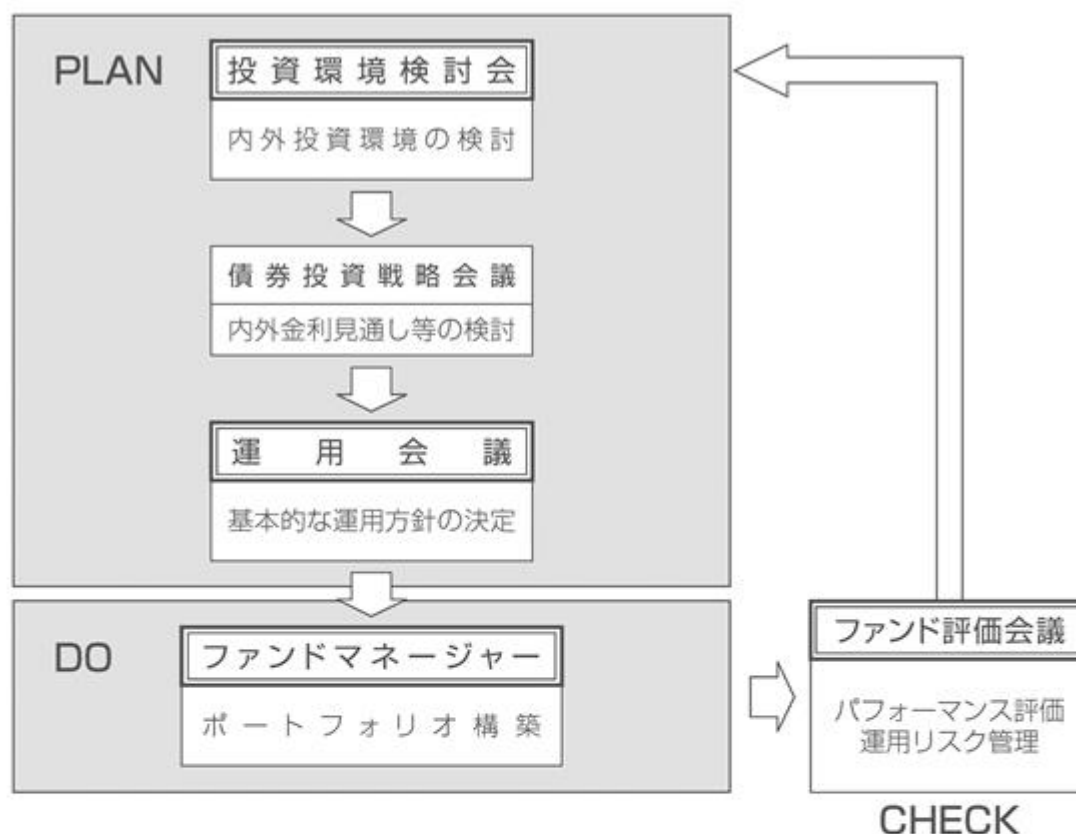 PLAN
投資環境検討会
内外投資環境の検討
債券投資戦略会議
内外金利見通し等の検討
運用会議
基本的な運用方針の決定
DO
ファンドマネージャー
ポートフォリオ構築
ファンド評価会議
パフォーマンス評価
運用リスク管理
CHECK